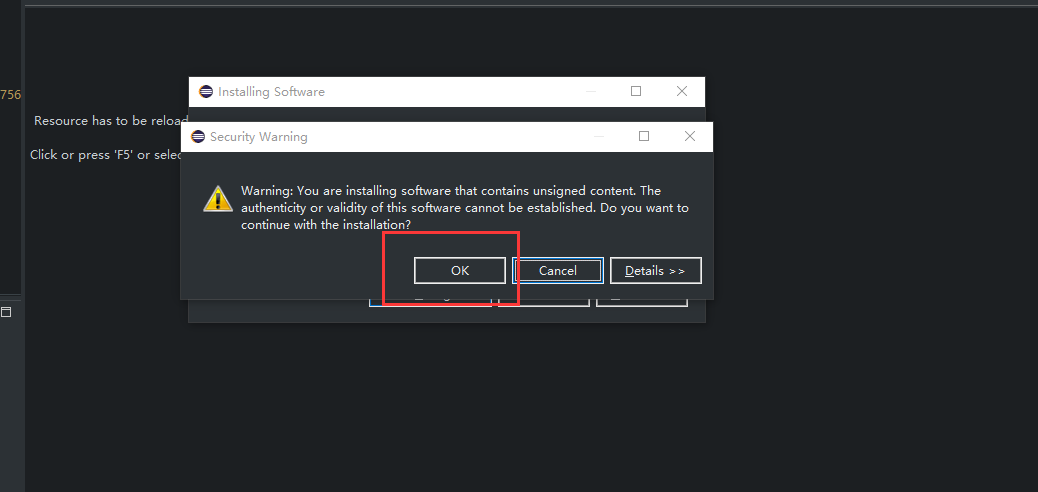 Installing Software
756
Resource has to be reload
Security Warning
Click or press 'F5' or selec
Warning: You are installing software that contains unsigned content. The
authenticity or validity of this software cannot be established. Do you want to
continue with the installation?
OK
Cancel
Details >>